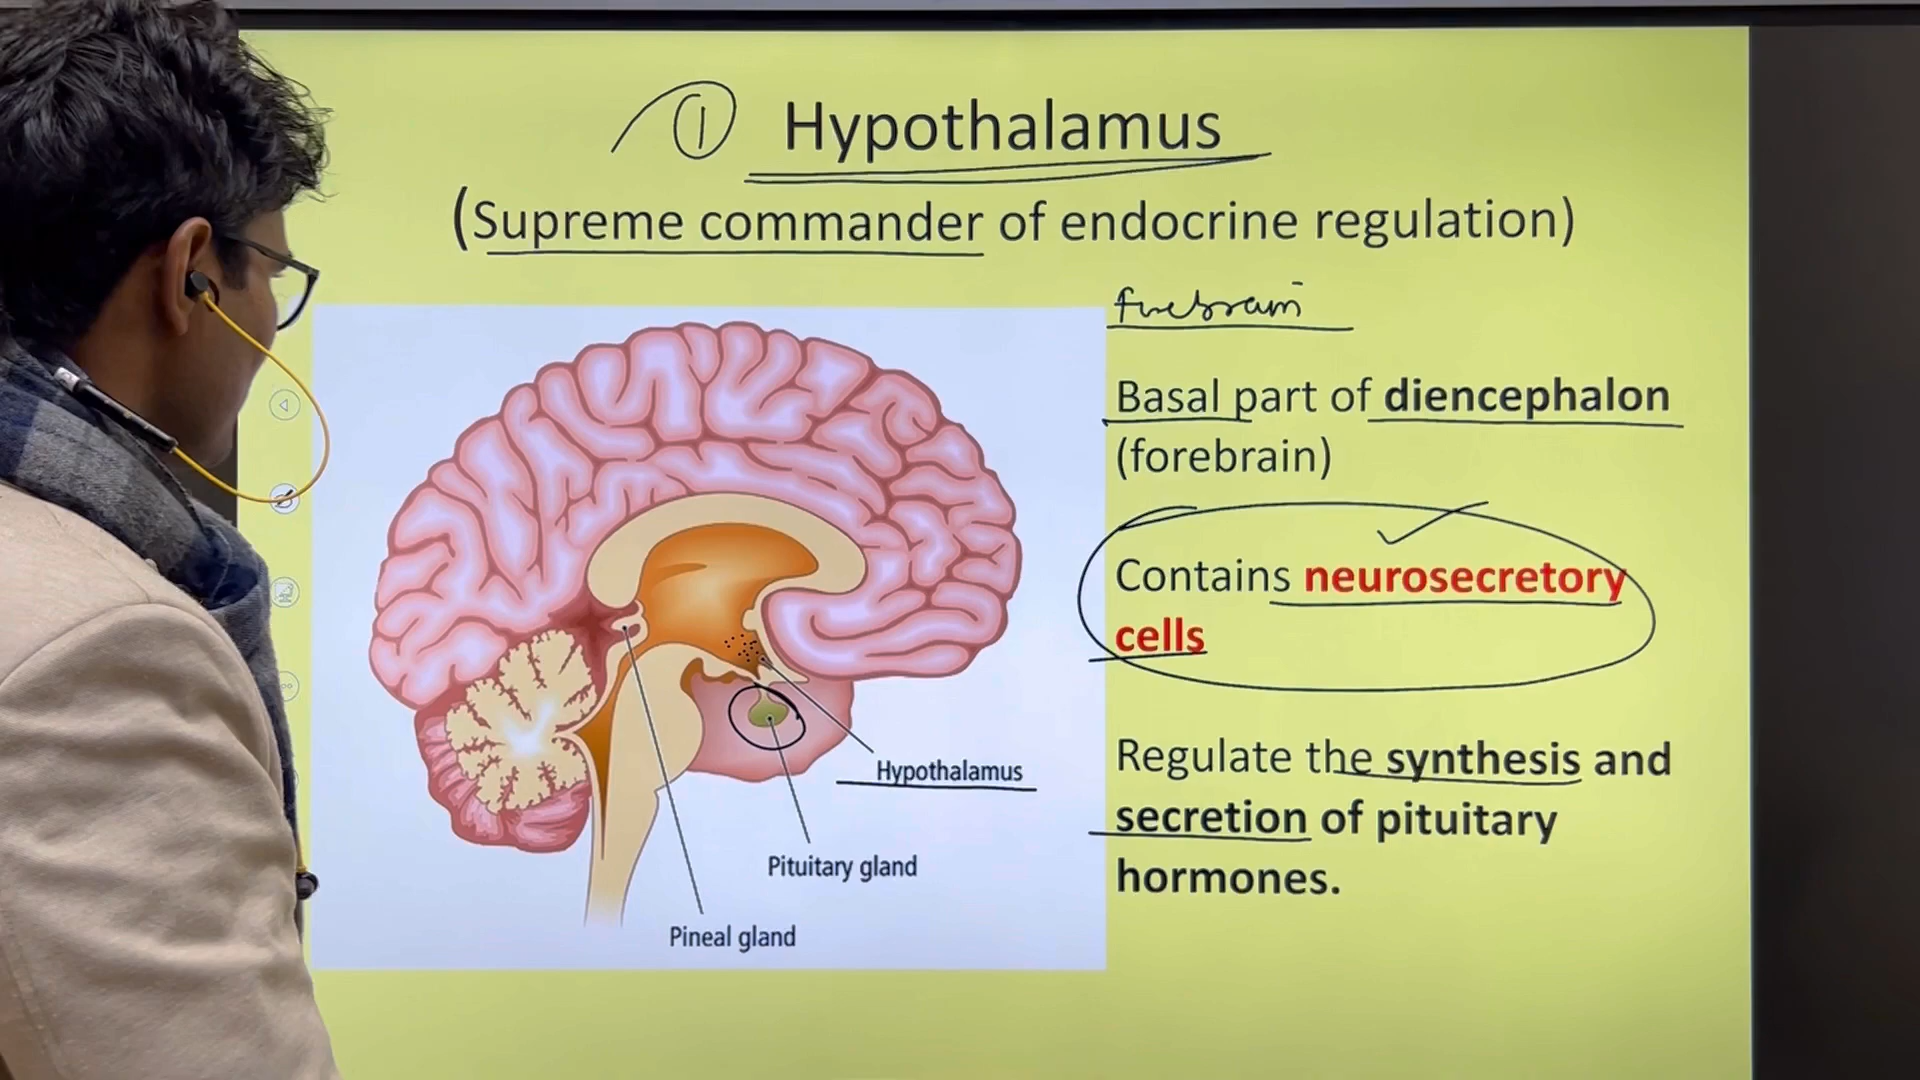 ① Hypothalamus
(Supreme commander of endocrine regulation)
forebrain
Basal part of diencephalon
(forebrain)
Contains neurosecretory
cells
Regulate the synthesis and
secretion of pituitary
hormones.
Hypothalamus
Pituitary gland
Pineal gland